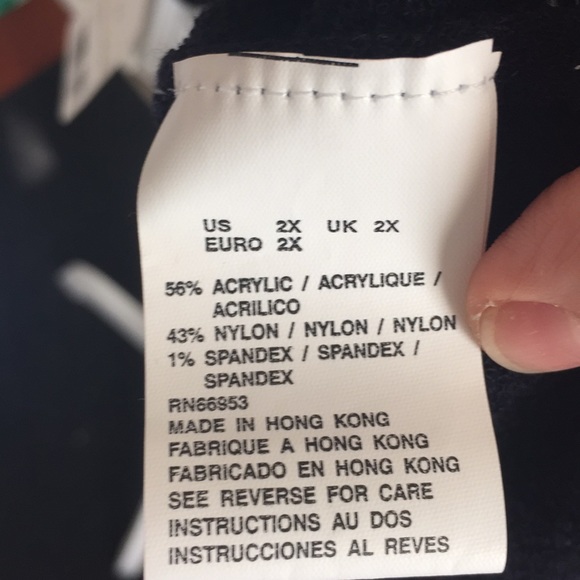 US 2X UK 2X
EURO 2X
56% ACRYLIC / ACRYLIQUE /
ACRILICO
43% NYLON / NYLON / NYLON
1% SPANDEX / SPANDEX /
SPANDEX
RN66953
MADE IN HONG KONG
FABRIQUE A HONG KONG
FABRICADO EN HONG KONG
SEE REVERSE FOR CARE
INSTRUCTIONS AU DOS
INSTRUCCIONES AL REVES